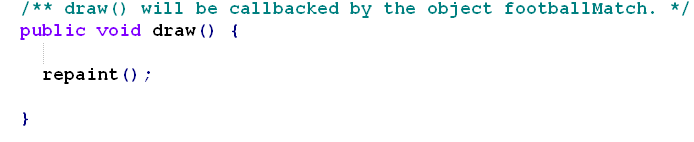 /** draw() will be callbacked by the object footballMatch. */
public void draw() {
repaint();
}